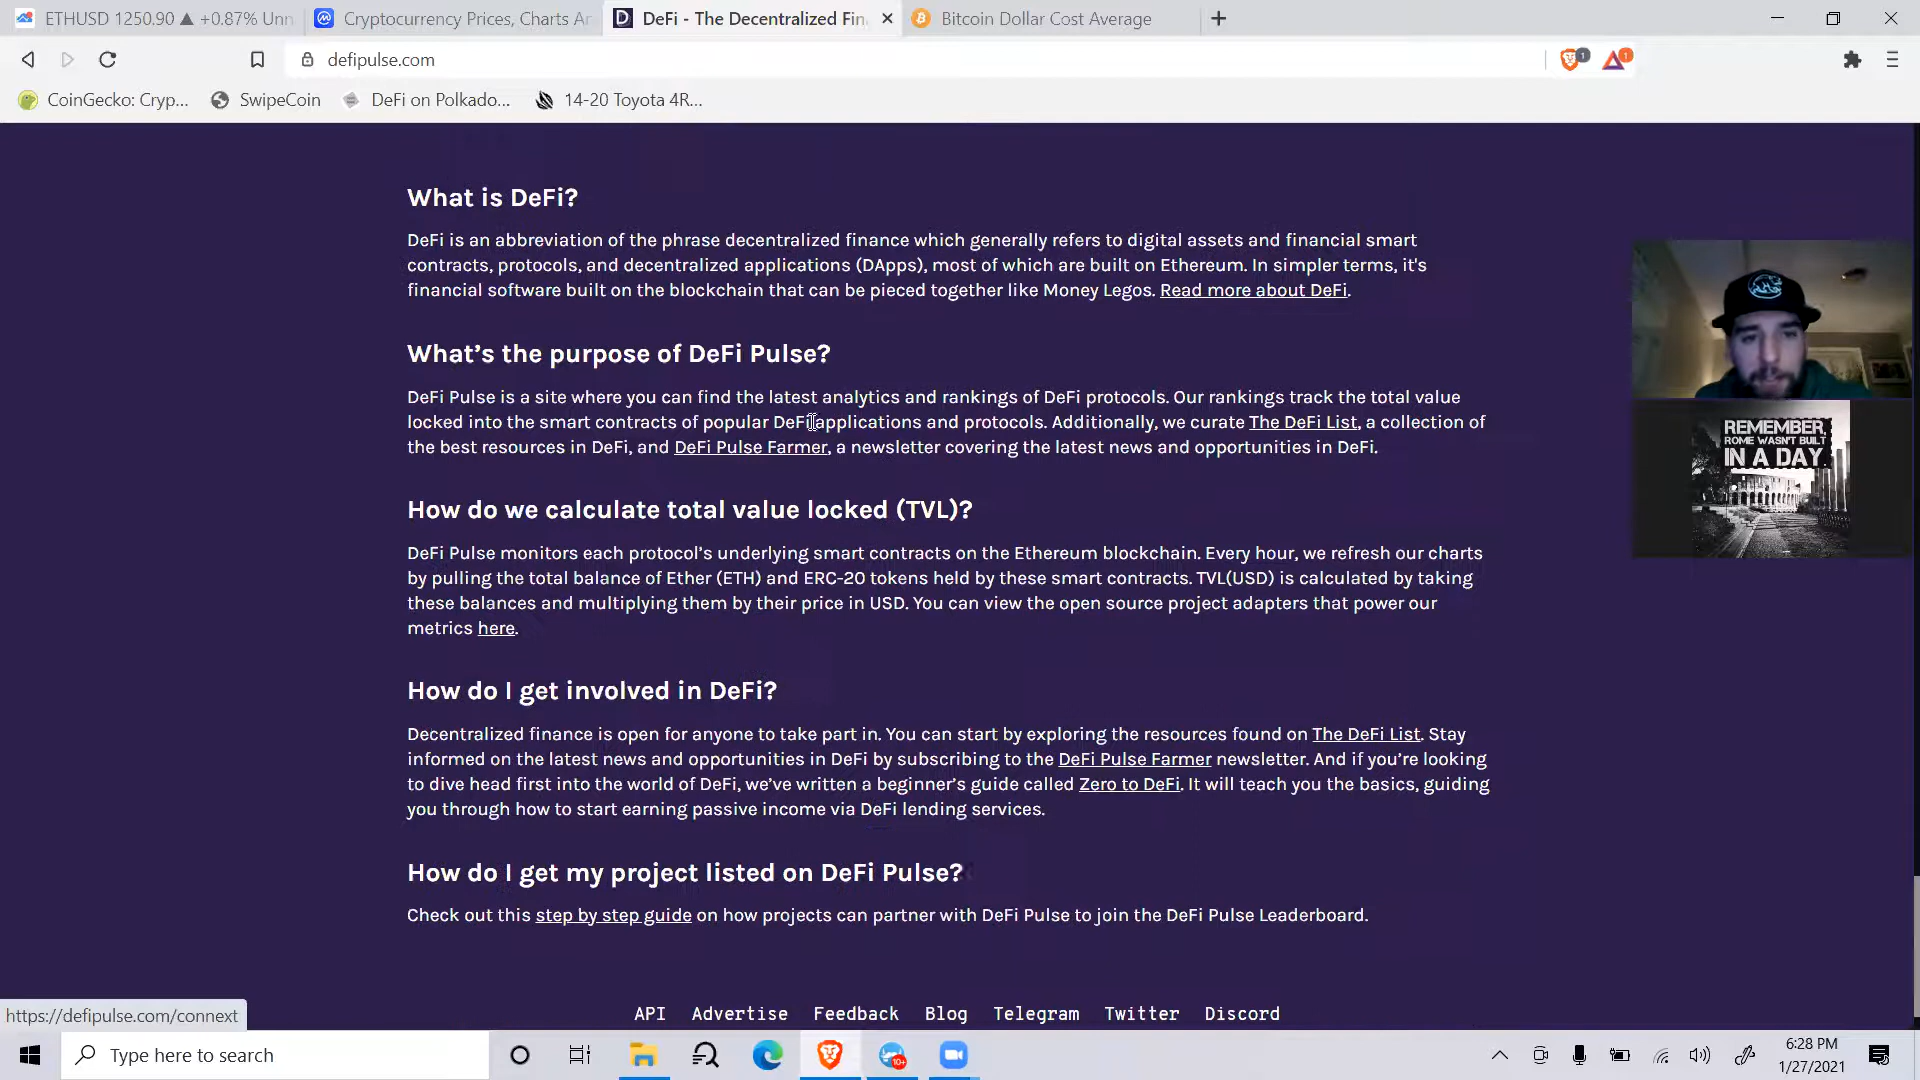 ETHUSD 1250.90 ▲ +0.87% Unn
Cryptocurrency Prices, Charts An
DeFi - The Decentralized Fin
Bitcoin Dollar Cost Average
defipulse.com
1
1
CoinGecko: Cryp...
SwipeCoin
DeFi on Polkado...
14-20 Toyota 4R...
What is DeFi?
DeFi is an abbreviation of the phrase decentralized finance which generally refers to digital assets and financial smart
contracts, protocols, and decentralized applications (DApps), most of which are built on Ethereum. In simpler terms, it's
financial software built on the blockchain that can be pieced together like Money Legos. Read more about DeFi.
What's the purpose of DeFi Pulse?
DeFi Pulse is a site where you can find the latest analytics and rankings of DeFi protocols. Our rankings track the total value
locked into the smart contracts of popular DeFi applications and protocols. Additionally, we curate The DeFi List, a collection of
the best resources in DeFi, and DeFi Pulse Farmer, a newsletter covering the latest news and opportunities in DeFi.
REMEMBER,
ROME WASN'T BUILT
IN A DAY
How do we calculate total value locked (TVL)?
DeFi Pulse monitors each protocol's underlying smart contracts on the Ethereum blockchain. Every hour, we refresh our charts
by pulling the total balance of Ether (ETH) and ERC-20 tokens held by these smart contracts. TVL(USD) is calculated by taking
these balances and multiplying them by their price in USD. You can view the open source project adapters that power our
metrics here.
How do I get involved in DeFi?
Decentralized finance is open for anyone to take part in. You can start by exploring the resources found on The DeFi List. Stay
informed on the latest news and opportunities in DeFi by subscribing to the DeFi Pulse Farmer newsletter. And if you're looking
to dive head first into the world of DeFi, we've written a beginner's guide called Zero to DeFi. It will teach you the basics, guiding
you through how to start earning passive income via DeFi lending services.
How do I get my project listed on DeFi Pulse?
Check out this step by step guide on how projects can partner with DeFi Pulse to join the DeFi Pulse Leaderboard.
API Advertise Feedback Blog Telegram Twitter Discord
https://defipulse.com/connext
Type here to search
10+
6:28 PM
1/27/2021